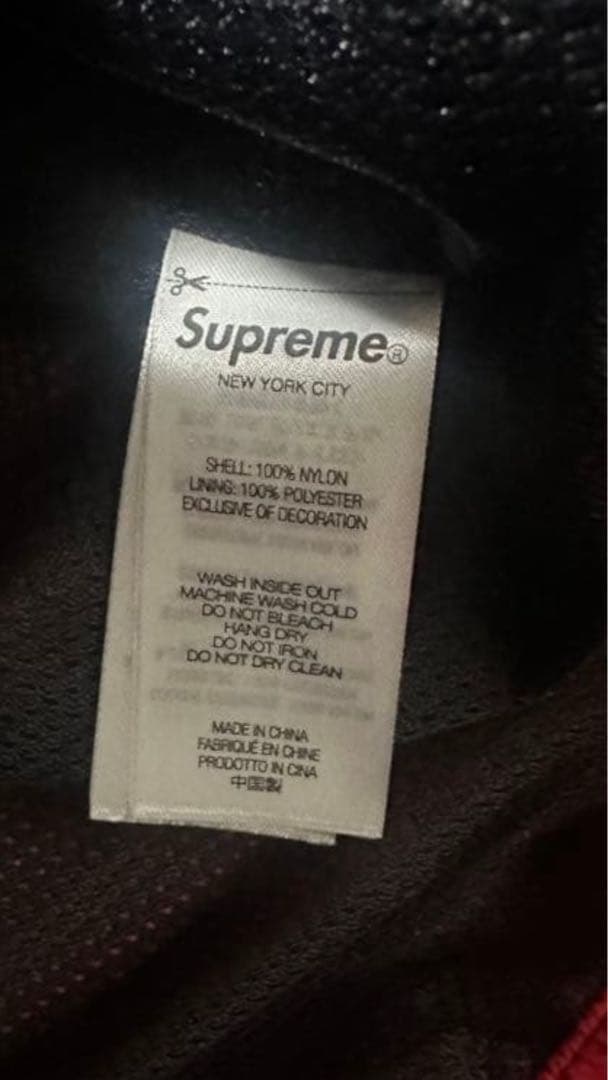 Supreme®
NEW YORK CITY
SHELL: 100% NYLON
LINING: 100% POLYESTER
EXCLUSIVE OF DECORATION
WASH INSIDE OUT
MACHINE WASH COLD
DO NOT BLEACH
HANG DRY
DO NOT IRON
DO NOT DRY CLEAN
MADE IN CHINA
FABRIQUÉ EN CHINE
PRODOTTO IN CINA
中国製